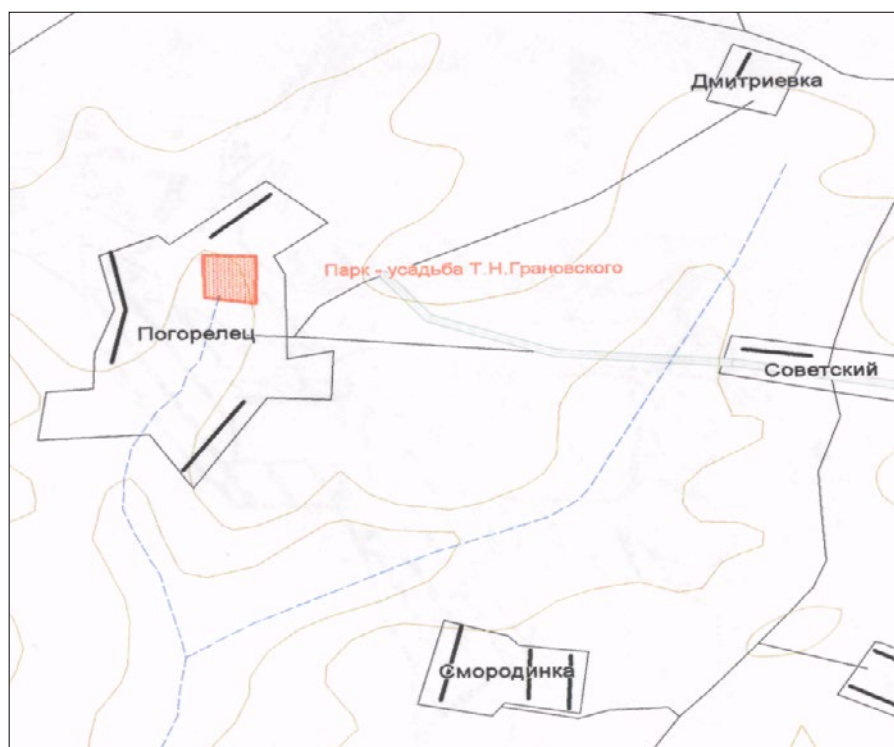 Дмитриевка
Парк - усадьба Т.Н.Грановского
Погорелец
Советский
Смородинка